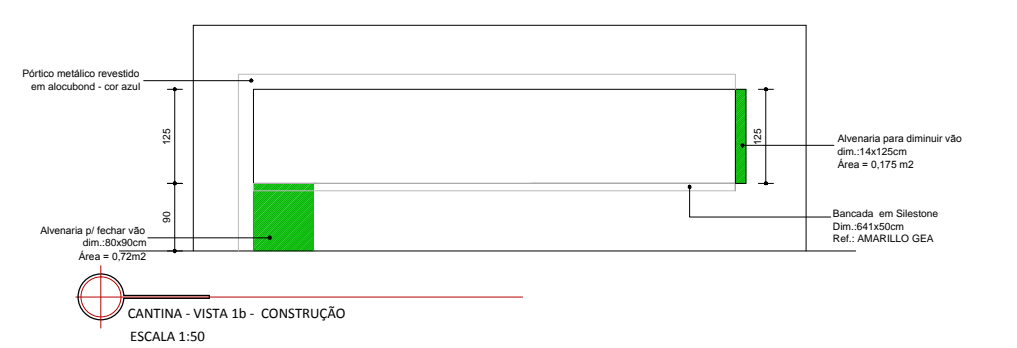 Pórtico metálico revestido
em alocubond - cor azul
125
90
Alvenaria p/ fechar vão
dim.:80x90cm
Área = 0,72m2
125
Alvenaria para diminuir vão
dim.:14x125cm
Área = 0,175 m2
Bancada em Silestone
Dim.:641x50cm
Ref.: AMARILLO GEA
CANTINA - VISTA 1b - CONSTRUÇÃO
ESCALA 1:50